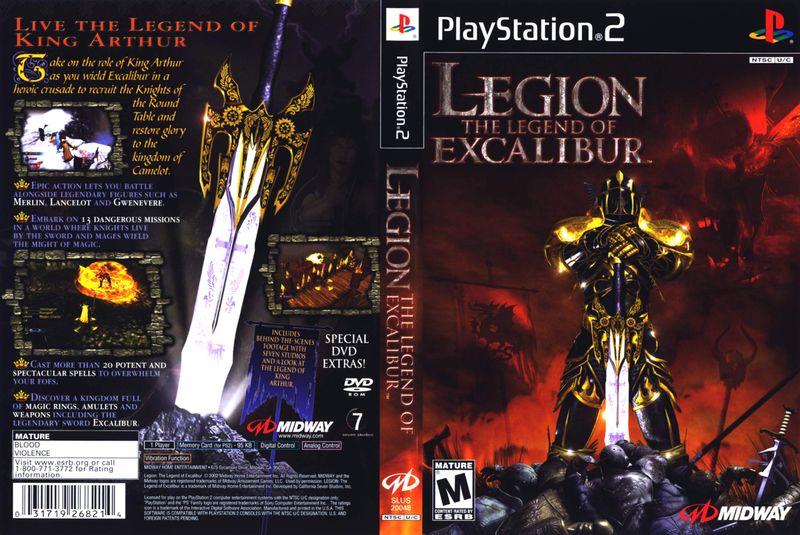 LIVE THE LEGEND OF
KING ARTHUR
Take on the role of King Arthur
as you wield Excalibur in a
heroic crusade to recruit the Knights of
the Round
Table and
restore glory
to the
kingdom of
Camelot.
EPIC ACTION LETS YOU BATTLE
ALONGSIDE LEGENDARY FIGURES SUCH AS
MERLIN, LANCELOT AND GWENEVERE.
EMBARK ON 13 DANGEROUS MISSIONS
IN A WORLD WHERE KNIGHTS LIVE
BY THE SWORD AND MAGES WIELD
THE MIGHT OF MAGIC.
CAST MORE THAN 20 POTENT AND
SPECTACULAR SPELLS TO OVERWHELM
YOUR FOES.
DISCOVER A KINGDOM FULL
OF MAGIC RINGS, AMULETS AND
WEAPONS INCLUDING THE
LEGENDARY SWORD EXCALIBUR.
INCLUDES
BEHIND-THE-SCENES
FOOTAGE WITH
SEVEN STUDIOS
AND A LOOK AT
THE LEGEND OF
KING
ARTHUR.
SPECIAL
DVD
EXTRAS!
DVD
ROM
MIDWAY
www.midway.com
7
seven studios
MATURE
BLOOD
VIOLENCE
Visit www.esrb.org or call
1-800-771-3772 for Rating
information.
1 Player
Memory Card (for PS2) - 95 KB
Digital Control
Analog Control
Vibration Function
0 31719 26821 4
PlayStation.2
LEGION
THE LEGEND OF
EXCALIBUR™
SLUS
20048
NTSC U/C
PlayStation®2
NTSC U/C
LEGION
THE LEGEND OF
EXCALIBUR™
MATURE
M
CONTENT RATED BY
ESRB
MIDWAY